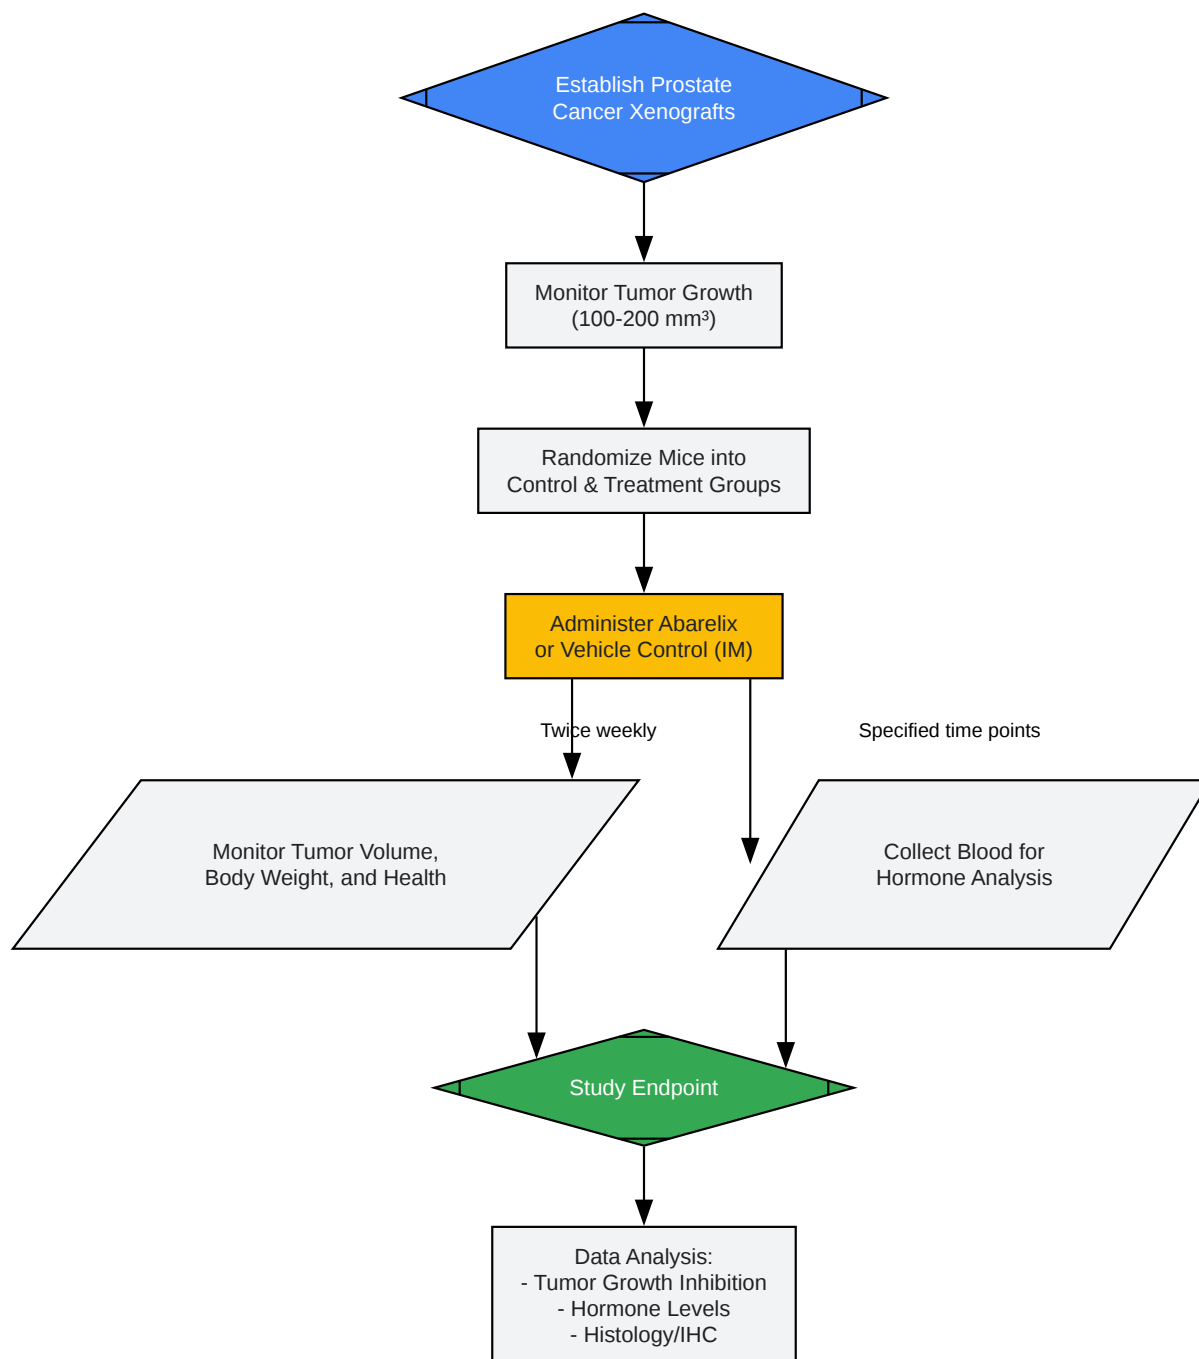 Establish Prostate
Cancer Xenografts
Monitor Tumor Growth
(100-200 mm³)
Randomize Mice into
Control & Treatment Groups
Administer Abarelix
or Vehicle Control (IM)
Twice weekly
Specified time points
Monitor Tumor Volume,
Body Weight, and Health
Collect Blood for
Hormone Analysis
Study Endpoint
Data Analysis:
- Tumor Growth Inhibition
- Hormone Levels
- Histology/IHC